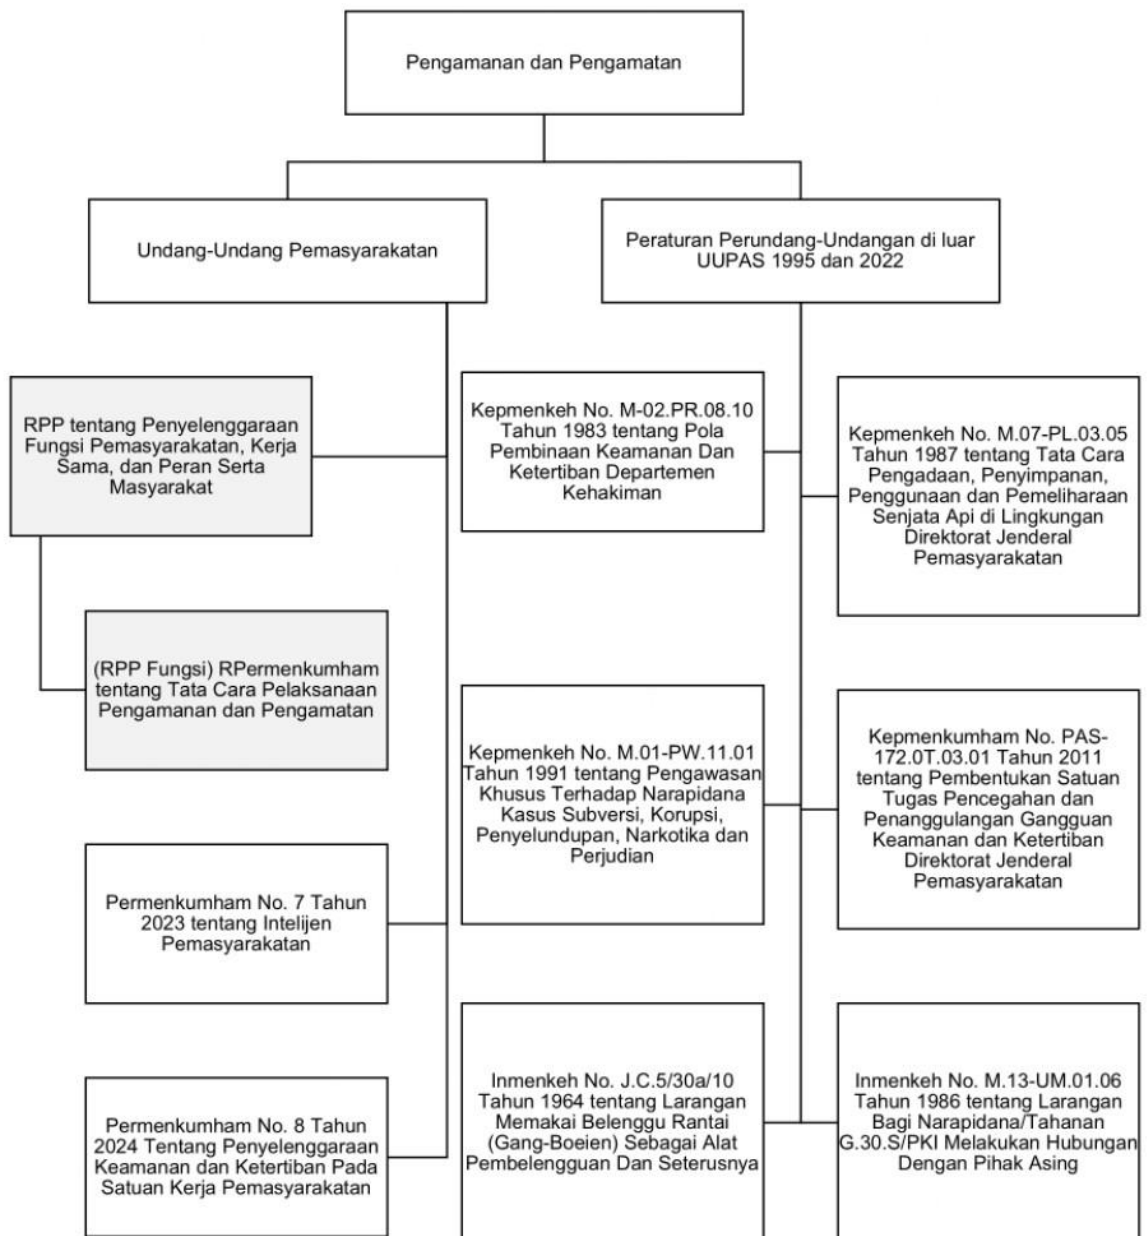 Pengamanan dan Pengamatan
Undang-Undang Pemasyarakatan
Peraturan Perundang-Undangan di luar
UUPAS 1995 dan 2022
RPP tentang Penyelenggaraan
Fungsi Pemasyarakatan, Kerja
Sama, dan Peran Serta
Masyarakat
(RPP Fungsi) RPermenkumham
tentang Tata Cara Pelaksanaan
Pengamanan dan Pengamatan
Permenkumham No. 7 Tahun
2023 tentang Intelijen
Pemasyarakatan
Permenkumham No. 8 Tahun
2024 Tentang Penyelenggaraan
Keamanan dan Ketertiban Pada
Satuan Kerja Pemasyarakatan
Kepmenkeh No. M-02.PR.08.10
Tahun 1983 tentang Pola
Pembinaan Keamanan Dan
Ketertiban Departemen
Kehakiman
Kepmenkeh No. M.07-PL.03.05
Tahun 1987 tentang Tata Cara
Pengadaan, Penyimpanan,
Penggunaan dan Pemeliharaan
Senjata Api di Lingkungan
Direktorat Jenderal
Pemasyarakatan
Kepmenkeh No. M.01-PW.11.01
Tahun 1991 tentang Pengawasan
Khusus Terhadap Narapidana
Kasus Subversi, Korupsi,
Penyelundupan, Narkotika dan
Perjudian
Kepmenkumham No. PAS-
172.0T.03.01 Tahun 2011
tentang Pembentukan Satuan
Tugas Pencegahan dan
Penanggulangan Gangguan
Keamanan dan Ketertiban
Direktorat Jenderal
Pemasyarakatan
Inmenkeh No. J.C.5/30a/10
Tahun 1964 tentang Larangan
Memakai Belenggu Rantai
(Gang-Boeien) Sebagai Alat
Pembelengguan Dan Seterusnya
Inmenkeh No. M.13-UM.01.06
Tahun 1986 tentang Larangan
Bagi Narapidana/Tahanan
G.30.S/PKI Melakukan Hubungan
Dengan Pihak Asing